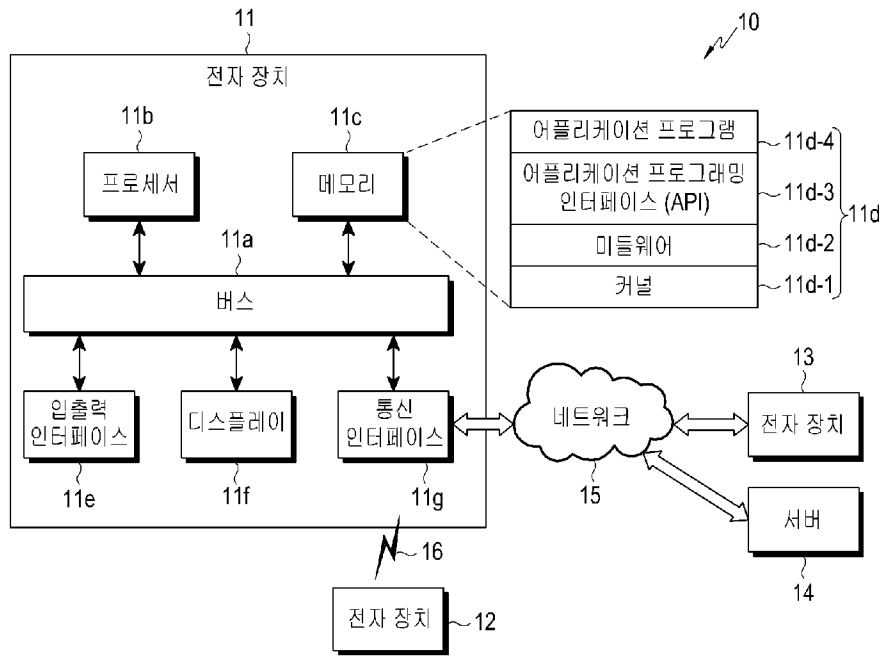 10
11
전자 장치
11b
프로세서
11c
메모리
어플리케이션 프로그램
11d-4
어플리케이션 프로그래밍
인터페이스 (API)
11d-3
미들웨어
11d-2
커널
11d-1
11d
11a
버스
입출력
인터페이스
11e
디스플레이
11f
통신
인터페이스
11g
네트워크
15
13
전자 장치
서버
14
16
전자 장치
12